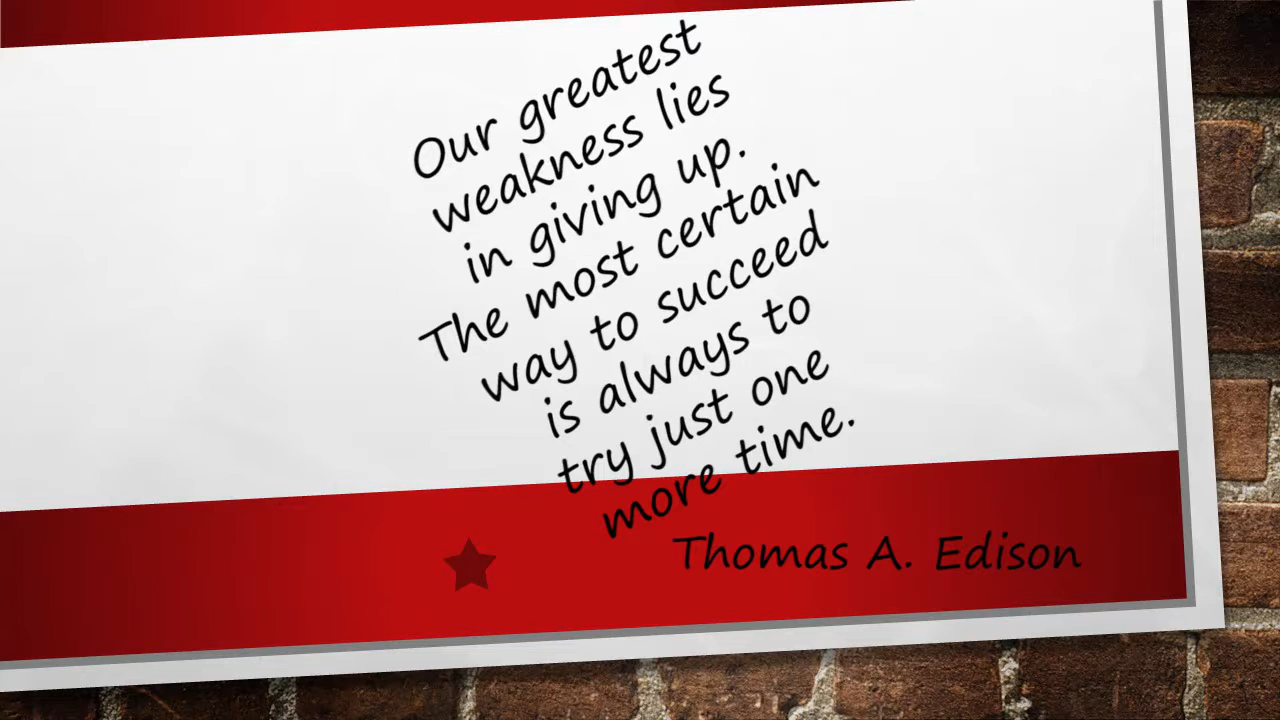 Our greatest
weakness lies
in giving up.
The most certain
way to succeed
is always to
try just one
more time.
Thomas A. Edison